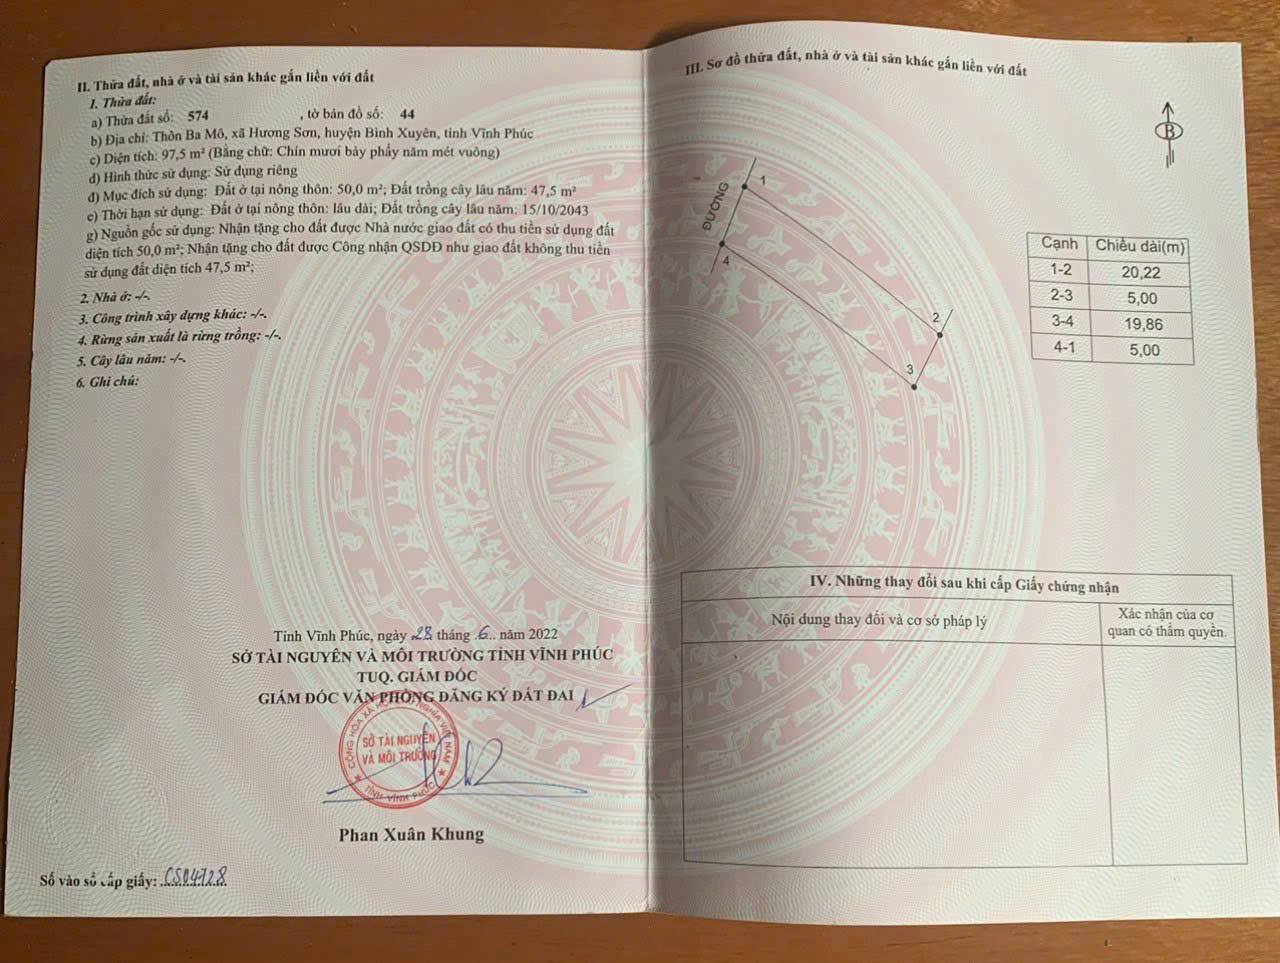 II. Thửa đất, nhà ở và tài sản khác gắn liền với đất
1. Thửa đất:
a) Thửa đất số: 574 , tờ bản đồ số: 44
b) Địa chỉ: Thôn Ba Mô, xã Hương Sơn, huyện Bình Xuyên, tỉnh Vĩnh Phúc
c) Diện tích: 97,5 m² (Bằng chữ: Chín mươi bảy phẩy năm mét vuông)
d) Hình thức sử dụng: Sử dụng riêng
đ) Mục đích sử dụng: Đất ở tại nông thôn: 50,0 m²; Đất trồng cây lâu năm: 47,5 m²
e) Thời hạn sử dụng: Đất ở tại nông thôn: lâu dài; Đất trồng cây lâu năm: 15/10/2043
g) Nguồn gốc sử dụng: Nhận tặng cho đất được Nhà nước giao đất có thu tiền sử dụng đất
diện tích 50,0 m²; Nhận tặng cho đất được Công nhận QSDĐ như giao đất không thu tiền
sử dụng đất diện tích 47,5 m²;
2. Nhà ở: -/-.
3. Công trình xây dựng khác: -/-.
4. Rừng sản xuất là rừng trồng: -/-.
5. Cây lâu năm: -/-.
6. Ghi chú:
Tỉnh Vĩnh Phúc, ngày 28 tháng 6 năm 2022
SỞ TÀI NGUYÊN VÀ MÔI TRƯỜNG TỈNH VĨNH PHÚC
TUQ. GIÁM ĐỐC
GIÁM ĐỐC VĂN PHÒNG ĐĂNG KÝ ĐẤT ĐAI
CỘNG HÒA XÃ HỘI CHỦ NGHĨA VIỆT NAM
SỞ TÀI NGUYÊN
VÀ MÔI TRƯỜNG
TỈNH VĨNH PHÚC
Phan Xuân Khung
Số vào sổ cấp giấy: CS04728
III. Sơ đồ thửa đất, nhà ở và tài sản khác gắn liền với đất
B
ĐƯỜNG
1
4
2
3
Cạnh Chiều dài(m)
1-2 20,22
2-3 5,00
3-4 19,86
4-1 5,00
IV. Những thay đổi sau khi cấp Giấy chứng nhận
Nội dung thay đổi và cơ sở pháp lý
Xác nhận của cơ
quan có thẩm quyền